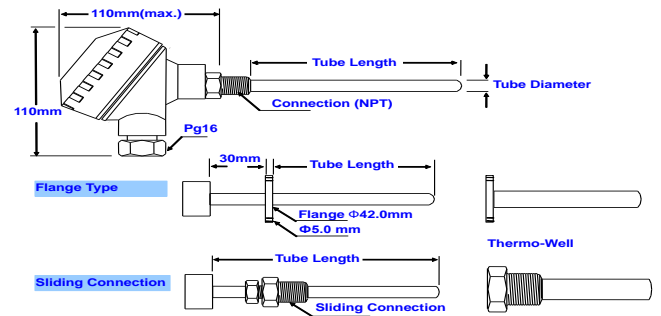 110mm(max.)
Tube Length
Tube Diameter
Connection (NPT)
110mm
Pg16
30mm
Tube Length
Flange Type
Flange Φ42.0mm
Φ5.0 mm
Thermo-Well
Tube Length
Sliding Connection
Sliding Connection